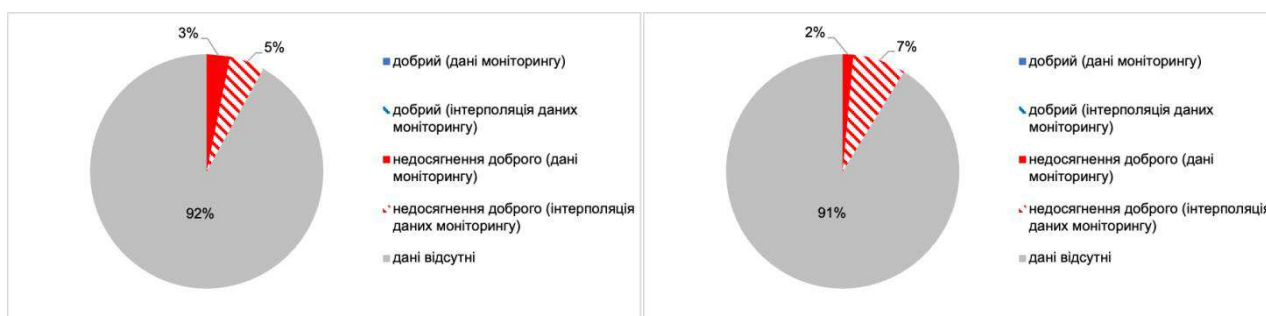 3%
5%
92%
добрий (дані моніторингу)
добрий (інтерполяція даних
моніторингу)
недосягнення доброго (дані
моніторингу)
недосягнення доброго (інтерполяція
даних моніторингу)
дані відсутні
2%
7%
91%
добрий (дані моніторингу)
добрий (інтерполяція даних
моніторингу)
недосягнення доброго (дані
моніторингу)
недосягнення доброго (інтерполяція
даних моніторингу)
дані відсутні